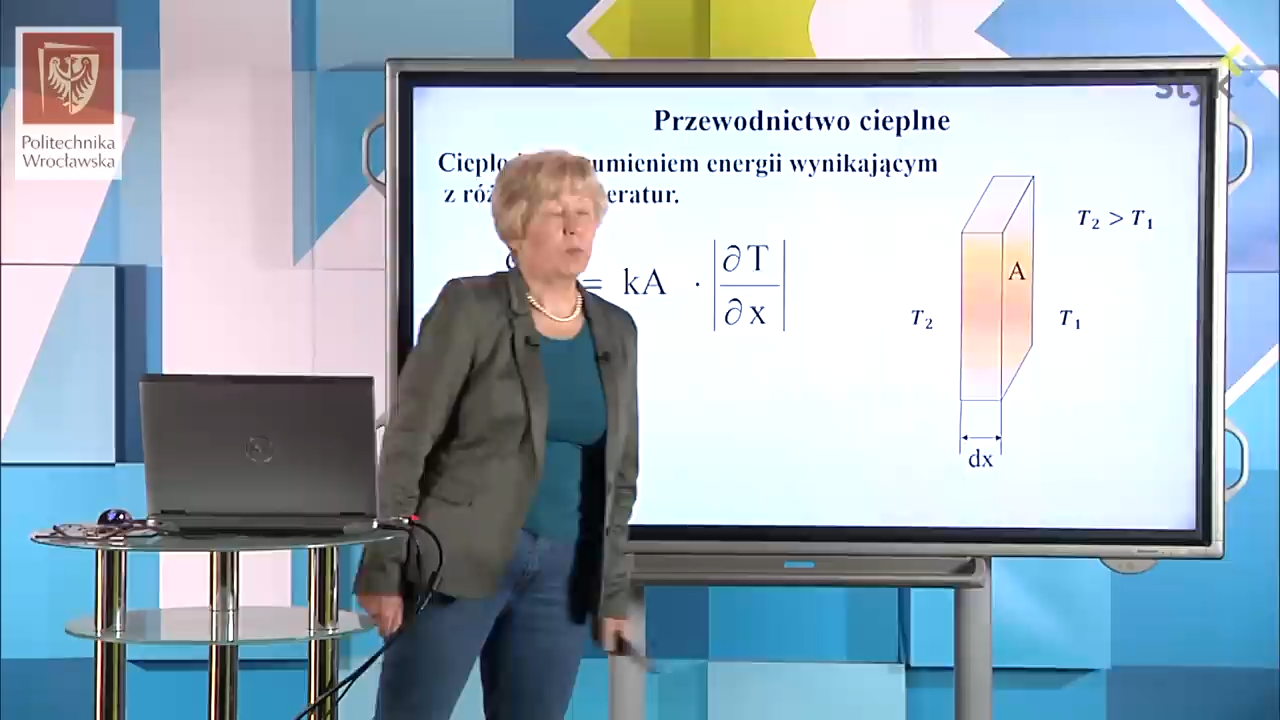 Politechnika
Wrocławska
styk
Przewodnictwo cieplne
Ciepło umieniem energii wynikającym
z róż eratur.
= kA · |∂T / ∂x|
T₂ > T₁
A
T₂
T₁
dx